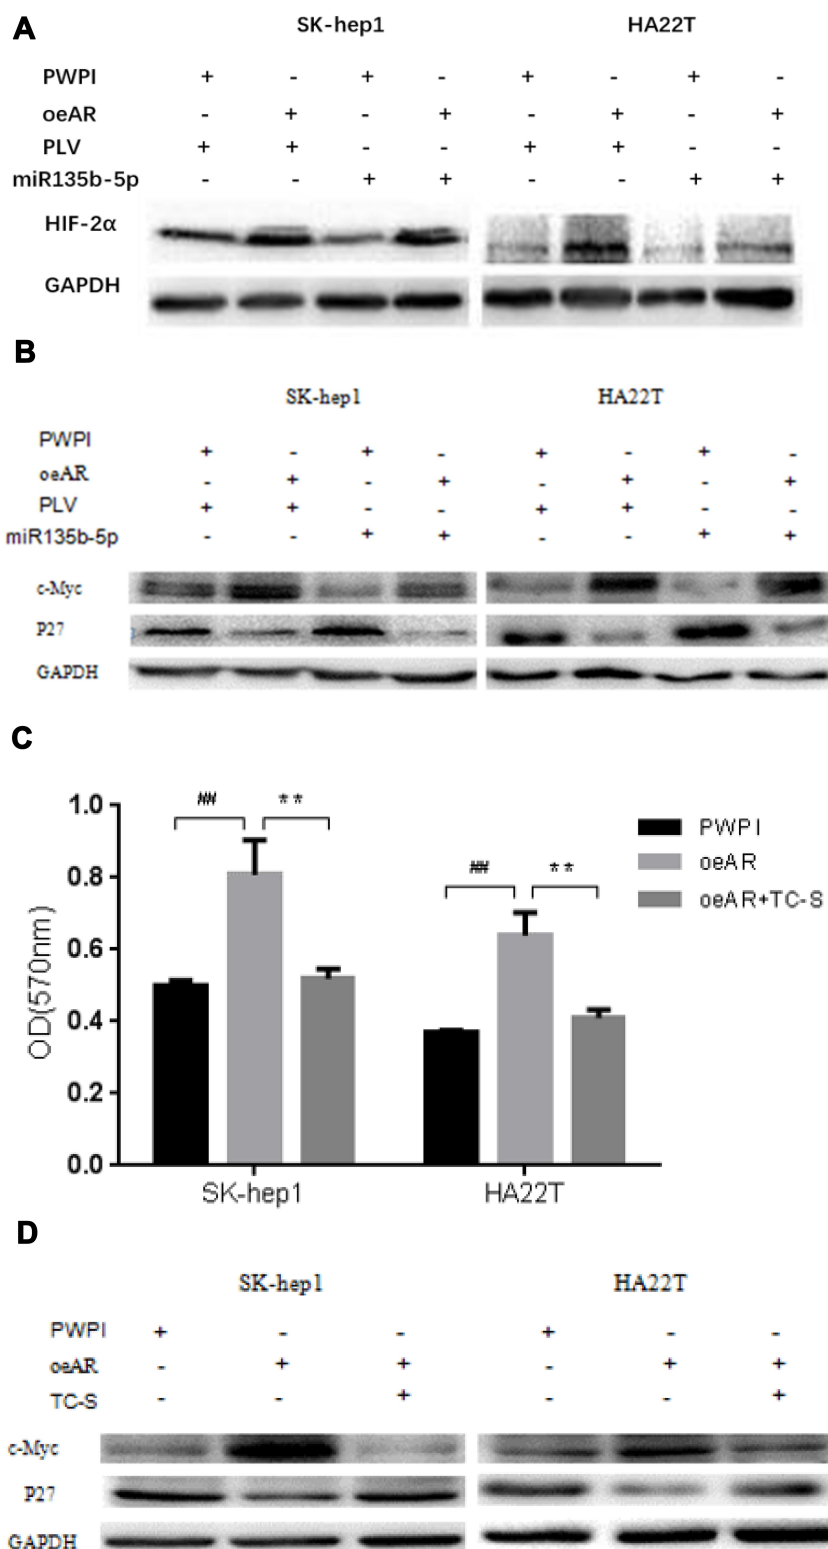 A
SK-hep1 HA22T
PWPI + - + - + - + -
oeAR - + - + - + - +
PLV + + - - + + - -
miR135b-5p - - + + - - + +
HIF-2α
GAPDH
B
SK-hep1 HA22T
PWPI + - + - + - + -
oeAR - + - + - + - +
PLV + + - - + + - -
miR135b-5p - - + + - - + +
c-Myc
P27
GAPDH
C
1.0
0.8
0.6
0.4
0.2
0.0
OD(570nm)
## **
## **
PWPI
oeAR
oeAR+TC-S
SK-hep1 HA22T
D
SK-hep1 HA22T
PWPI + - - + - -
oeAR - + + - + +
TC-S - - + - - +
c-Myc
P27
GAPDH